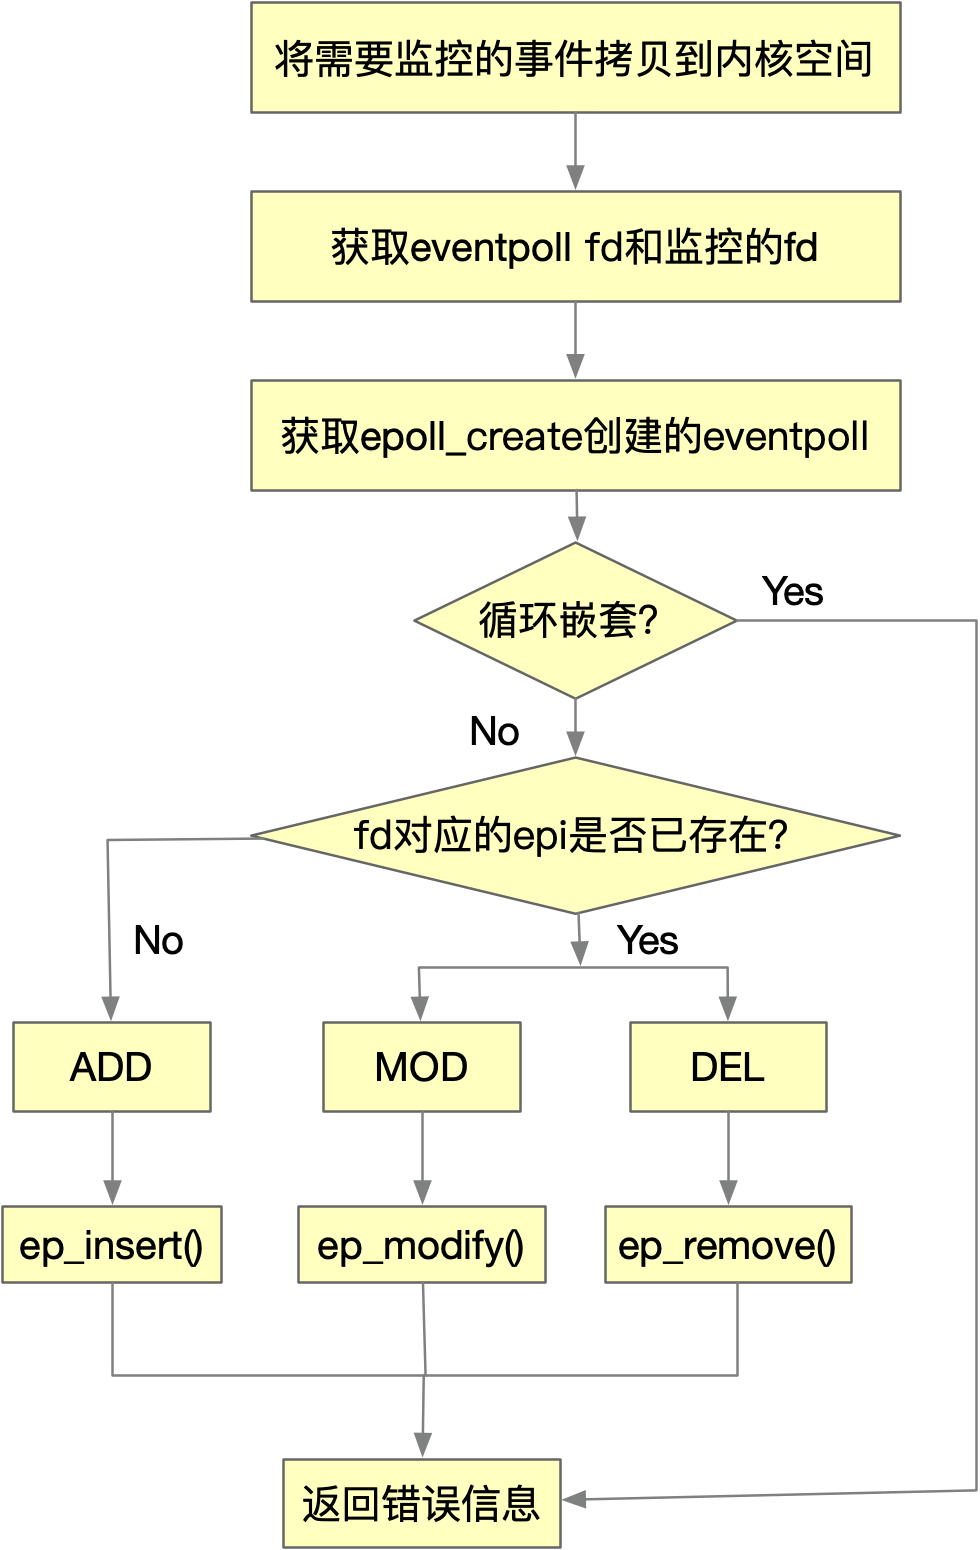 将需要监控的事件拷贝到内核空间
获取eventpoll fd和监控的fd
获取epoll_create创建的eventpoll
循环嵌套?
Yes
No
fd对应的epi是否已存在?
No
Yes
ADD
MOD
DEL
ep_insert()
ep_modify()
ep_remove()
返回错误信息